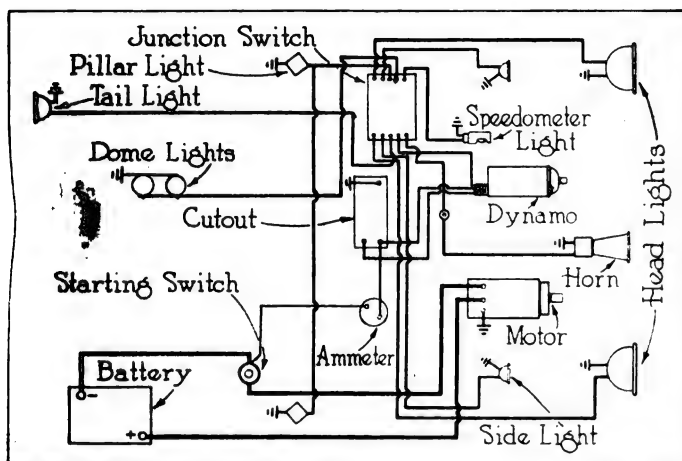 Junction Switch
Pillar Light
Tail Light
Speedometer
Light
Dome Lights
Dynamo
Cutout
Head Lights
Horn
Starting Switch
Motor
Ammeter
Battery
-
+
Side Light